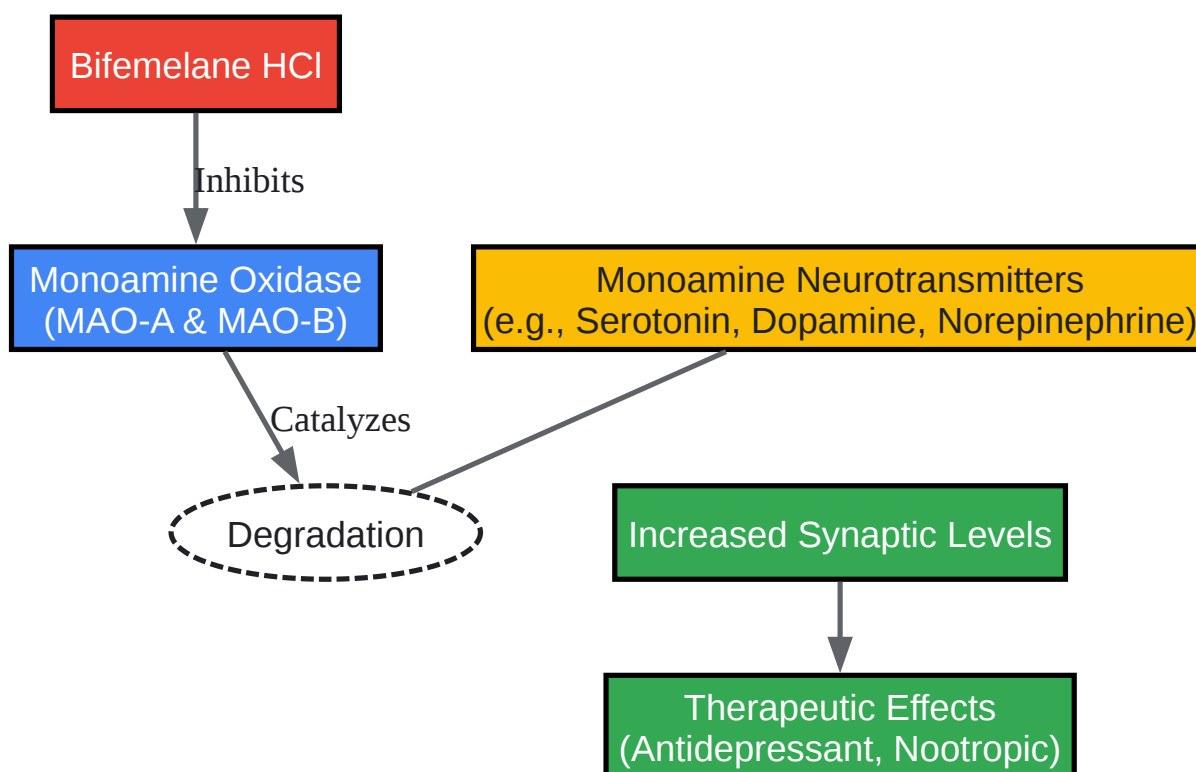 Bifemelane HCl
Inhibits
Monoamine Oxidase
(MAO-A & MAO-B)
Monoamine Neurotransmitters
(e.g., Serotonin, Dopamine, Norepinephrine)
Catalyzes
Degradation
Increased Synaptic Levels
Therapeutic Effects
(Antidepressant, Nootropic)